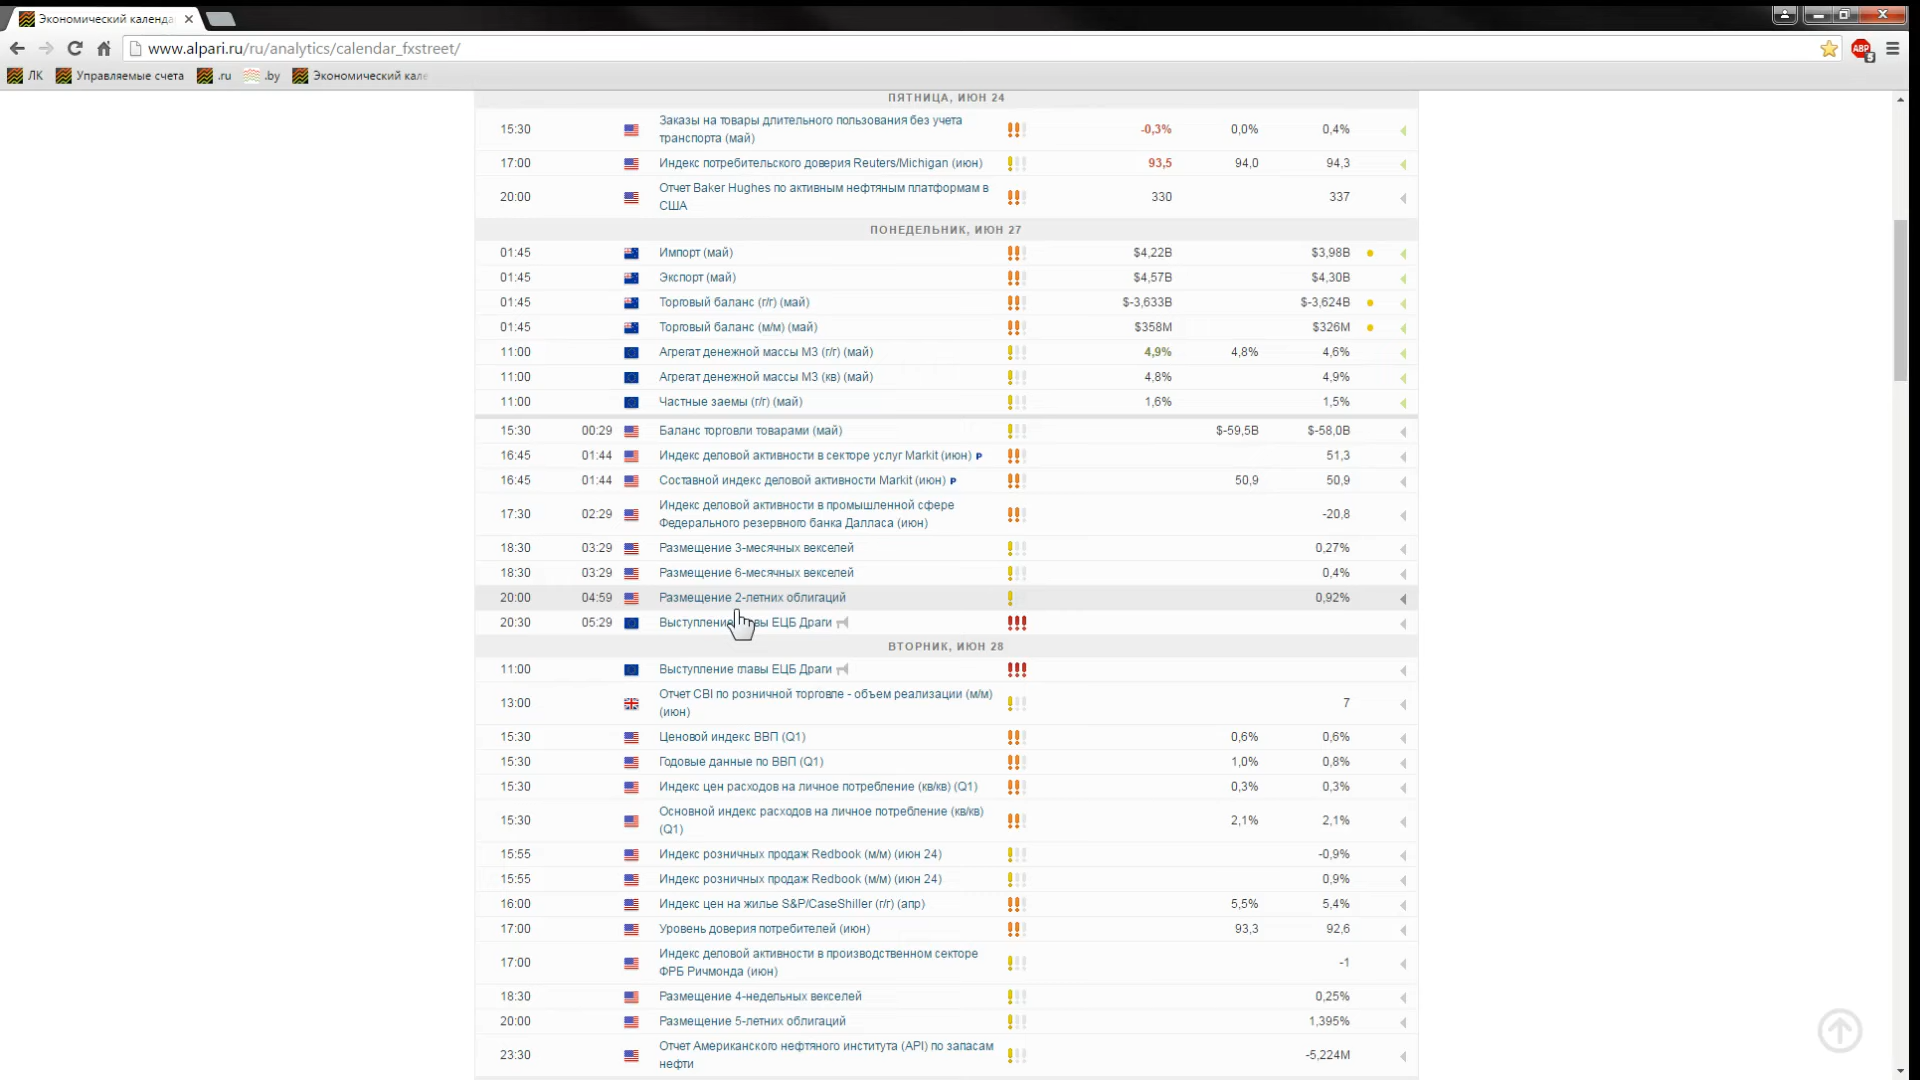 Экономический календа
www.alpari.ru/ru/analytics/calendar_fxstreet/
ABP
ЛК Управляемые счета .ru .by Экономический кале
ПЯТНИЦА, ИЮН 24
15:30 Заказы на товары длительного пользования без учета -0,3% 0,0% 0,4%
транспорта (май)
17:00 Индекс потребительского доверия Reuters/Michigan (июн) 93,5 94,0 94,3
20:00 Отчет Baker Hughes по активным нефтяным платформам в 330 337
США
ПОНЕДЕЛЬНИК, ИЮН 27
01:45 Импорт (май) $4,22B $3,98B
01:45 Экспорт (май) $4,57B $4,30B
01:45 Торговый баланс (г/г) (май) $-3,633B $-3,624B
01:45 Торговый баланс (м/м) (май) $358M $326M
11:00 Агрегат денежной массы М3 (г/г) (май) 4,9% 4,8% 4,6%
11:00 Агрегат денежной массы М3 (кв) (май) 4,8% 4,9%
11:00 Частные заемы (г/г) (май) 1,6% 1,5%
15:30 00:29 Баланс торговли товарами (май) $-59,5B $-58,0B
16:45 01:44 Индекс деловой активности в секторе услуг Markit (июн) P 51,3
16:45 01:44 Составной индекс деловой активности Markit (июн) P 50,9 50,9
17:30 02:29 Индекс деловой активности в промышленной сфере -20,8
Федерального резервного банка Далласа (июн)
18:30 03:29 Размещение 3-месячных векселей 0,27%
18:30 03:29 Размещение 6-месячных векселей 0,4%
20:00 04:59 Размещение 2-летних облигаций 0,92%
20:30 05:29 Выступлени вы ЕЦБ Драги
ВТОРНИК, ИЮН 28
11:00 Выступление главы ЕЦБ Драги
13:00 Отчет CBI по розничной торговле - объем реализации (м/м) 7
(июн)
15:30 Ценовой индекс ВВП (Q1) 0,6% 0,6%
15:30 Годовые данные по ВВП (Q1) 1,0% 0,8%
15:30 Индекс цен расходов на личное потребление (кв/кв) (Q1) 0,3% 0,3%
15:30 Основной индекс расходов на личное потребление (кв/кв) 2,1% 2,1%
(Q1)
15:55 Индекс розничных продаж Redbook (м/м) (июн 24) -0,9%
15:55 Индекс розничных продаж Redbook (м/м) (июн 24) 0,9%
16:00 Индекс цен на жилье S&P/CaseShiller (г/г) (апр) 5,5% 5,4%
17:00 Уровень доверия потребителей (июн) 93,3 92,6
17:00 Индекс деловой активности в производственном секторе -1
ФРБ Ричмонда (июн)
18:30 Размещение 4-недельных векселей 0,25%
20:00 Размещение 5-летних облигаций 1,395%
23:30 Отчет Американского нефтяного института (API) по запасам -5,224M
нефти